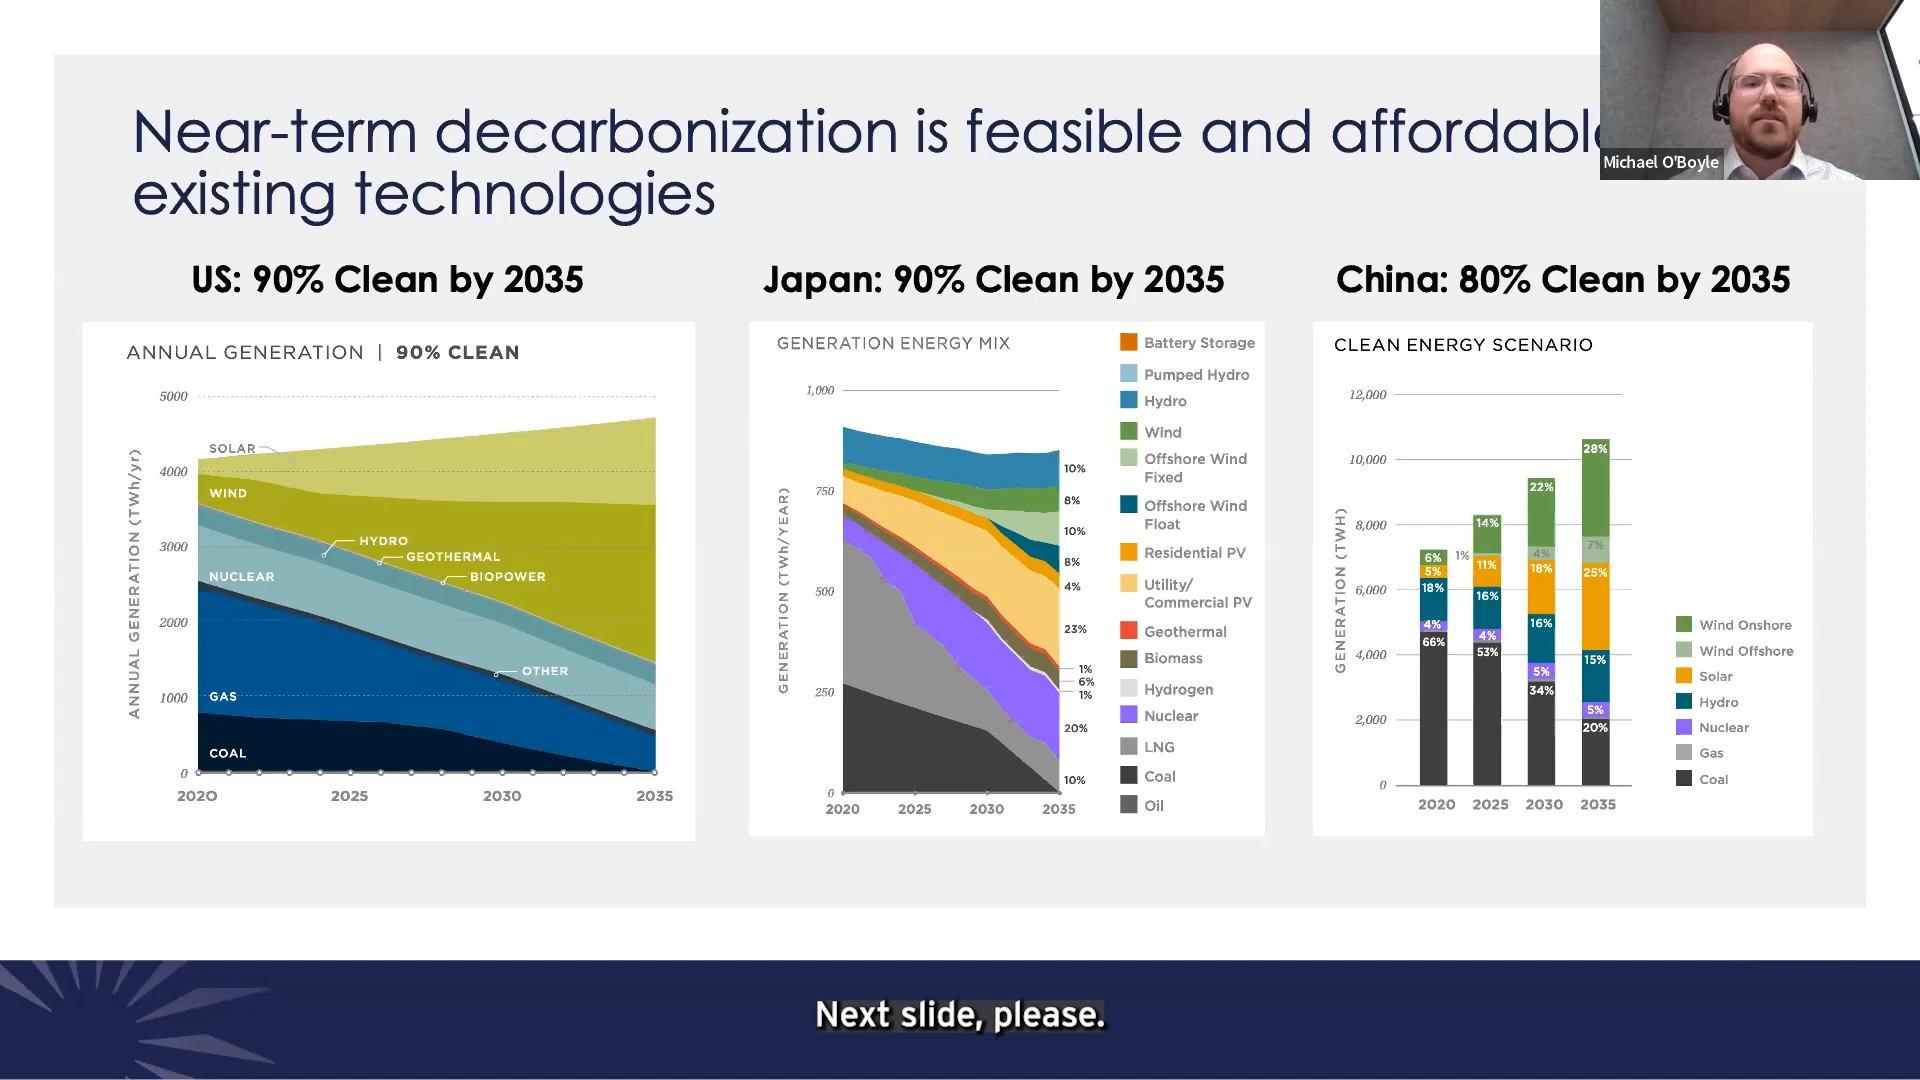 Near-term decarbonization is feasible and affordable
existing technologies
Michael O'Boyle
US: 90% Clean by 2035
ANNUAL GENERATION | 90% CLEAN
ANNUAL GENERATION (TWh/yr)
5000
4000
3000
2000
1000
0
SOLAR
WIND
HYDRO
GEOTHERMAL
BIOPOWER
NUCLEAR
OTHER
GAS
COAL
2020 2025 2030 2035
Japan: 90% Clean by 2035
GENERATION ENERGY MIX
GENERATION (TWh/YEAR)
1,000
750
500
250
0
10%
8%
10%
8%
4%
23%
1%
6%
1%
20%
10%
2020 2025 2030 2035
Battery Storage
Pumped Hydro
Hydro
Wind
Offshore Wind
Fixed
Offshore Wind
Float
Residential PV
Utility/
Commercial PV
Geothermal
Biomass
Hydrogen
Nuclear
LNG
Coal
Oil
China: 80% Clean by 2035
CLEAN ENERGY SCENARIO
GENERATION (TWH)
12,000
10,000
8,000
6,000
4,000
2,000
0
6%
5%
18%
4%
66%
14%
1%
11%
16%
4%
53%
22%
4%
18%
16%
5%
34%
28%
7%
25%
15%
5%
20%
2020 2025 2030 2035
Wind Onshore
Wind Offshore
Solar
Hydro
Nuclear
Gas
Coal
Next slide, please.